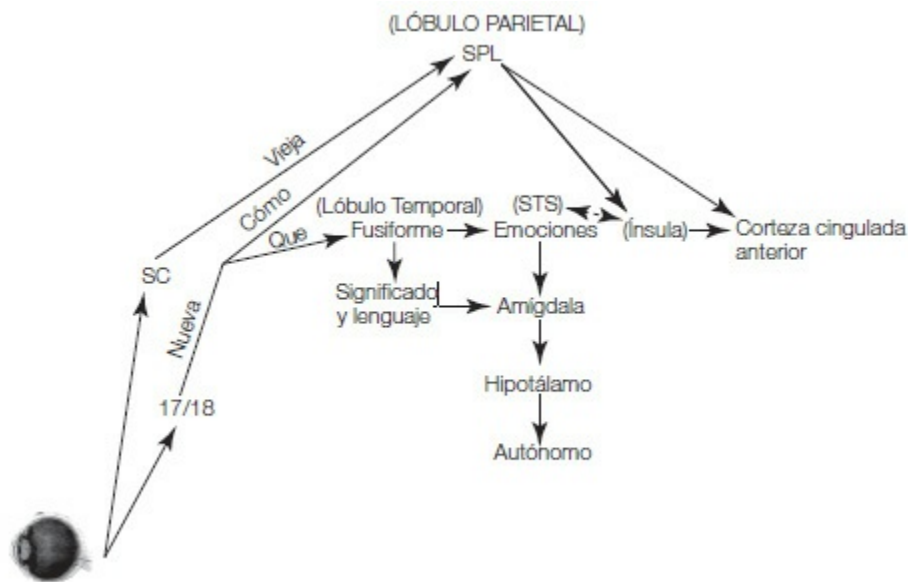 (LÓBULO PARIETAL)
SPL
Vieja
Cómo
Que
Nueva
SC
17/18
(Lóbulo Temporal)
Fusiforme
(STS)
Emociones
(Ínsula)
Corteza cingulada
anterior
Significado
y lenguaje
Amígdala
Hipotálamo
Autónomo